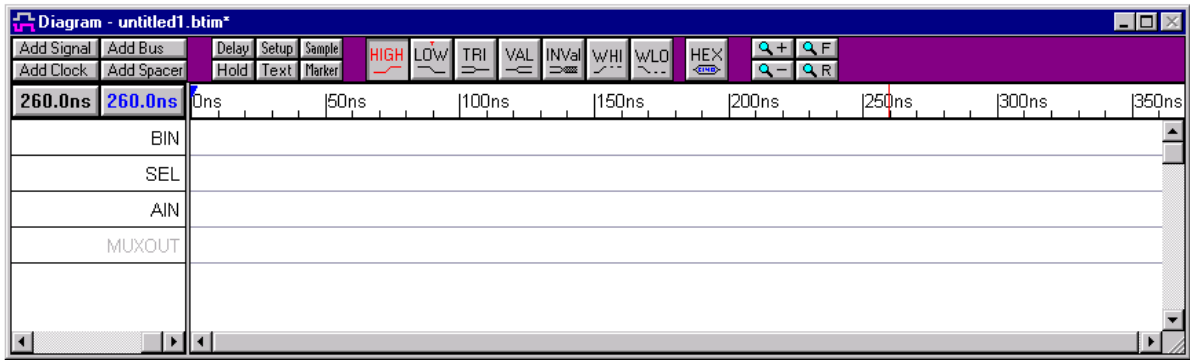 Diagram - untitled1.btim*
Add Signal Add Bus Delay Setup Sample HIGH LOW TRI VAL INVal WHI WLO HEX + F
Add Clock Add Spacer Hold Text Marker - R
260.0ns 260.0ns 0ns 50ns 100ns 150ns 200ns 250ns 300ns 350ns
BIN
SEL
AIN
MUXOUT